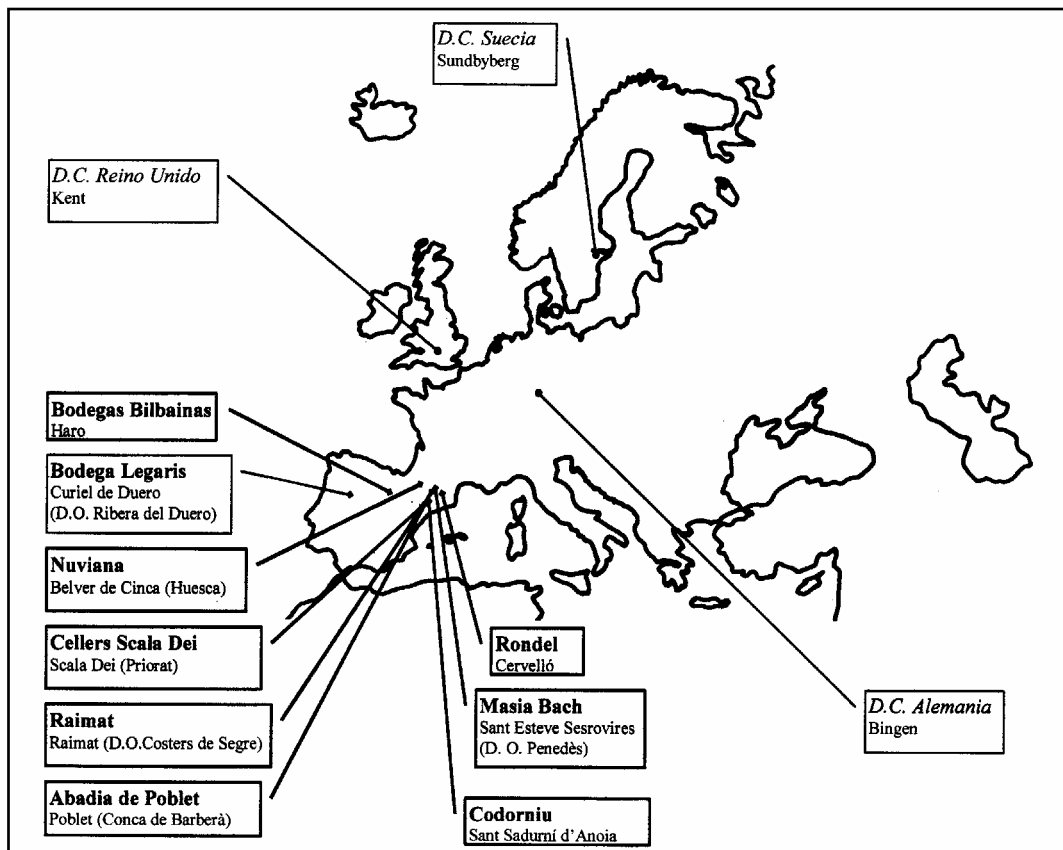 D.C. Suecia
Sundbyberg
D.C. Reino Unido
Kent
Bodegas Bilbainas
Haro
Bodega Legaris
Curiel de Duero
(D.O. Ribera del Duero)
Nuviana
Belver de Cinca (Huesca)
Cellers Scala Dei
Scala Dei (Priorat)
Raimat
Raimat (D.O.Costers de Segre)
Abadia de Poblet
Poblet (Conca de Barberà)
Rondel
Cervelló
Masia Bach
Sant Esteve Sesrovires
(D. O. Penedès)
Codorniu
Sant Sadurní d'Anoia
D.C. Alemania
Bingen